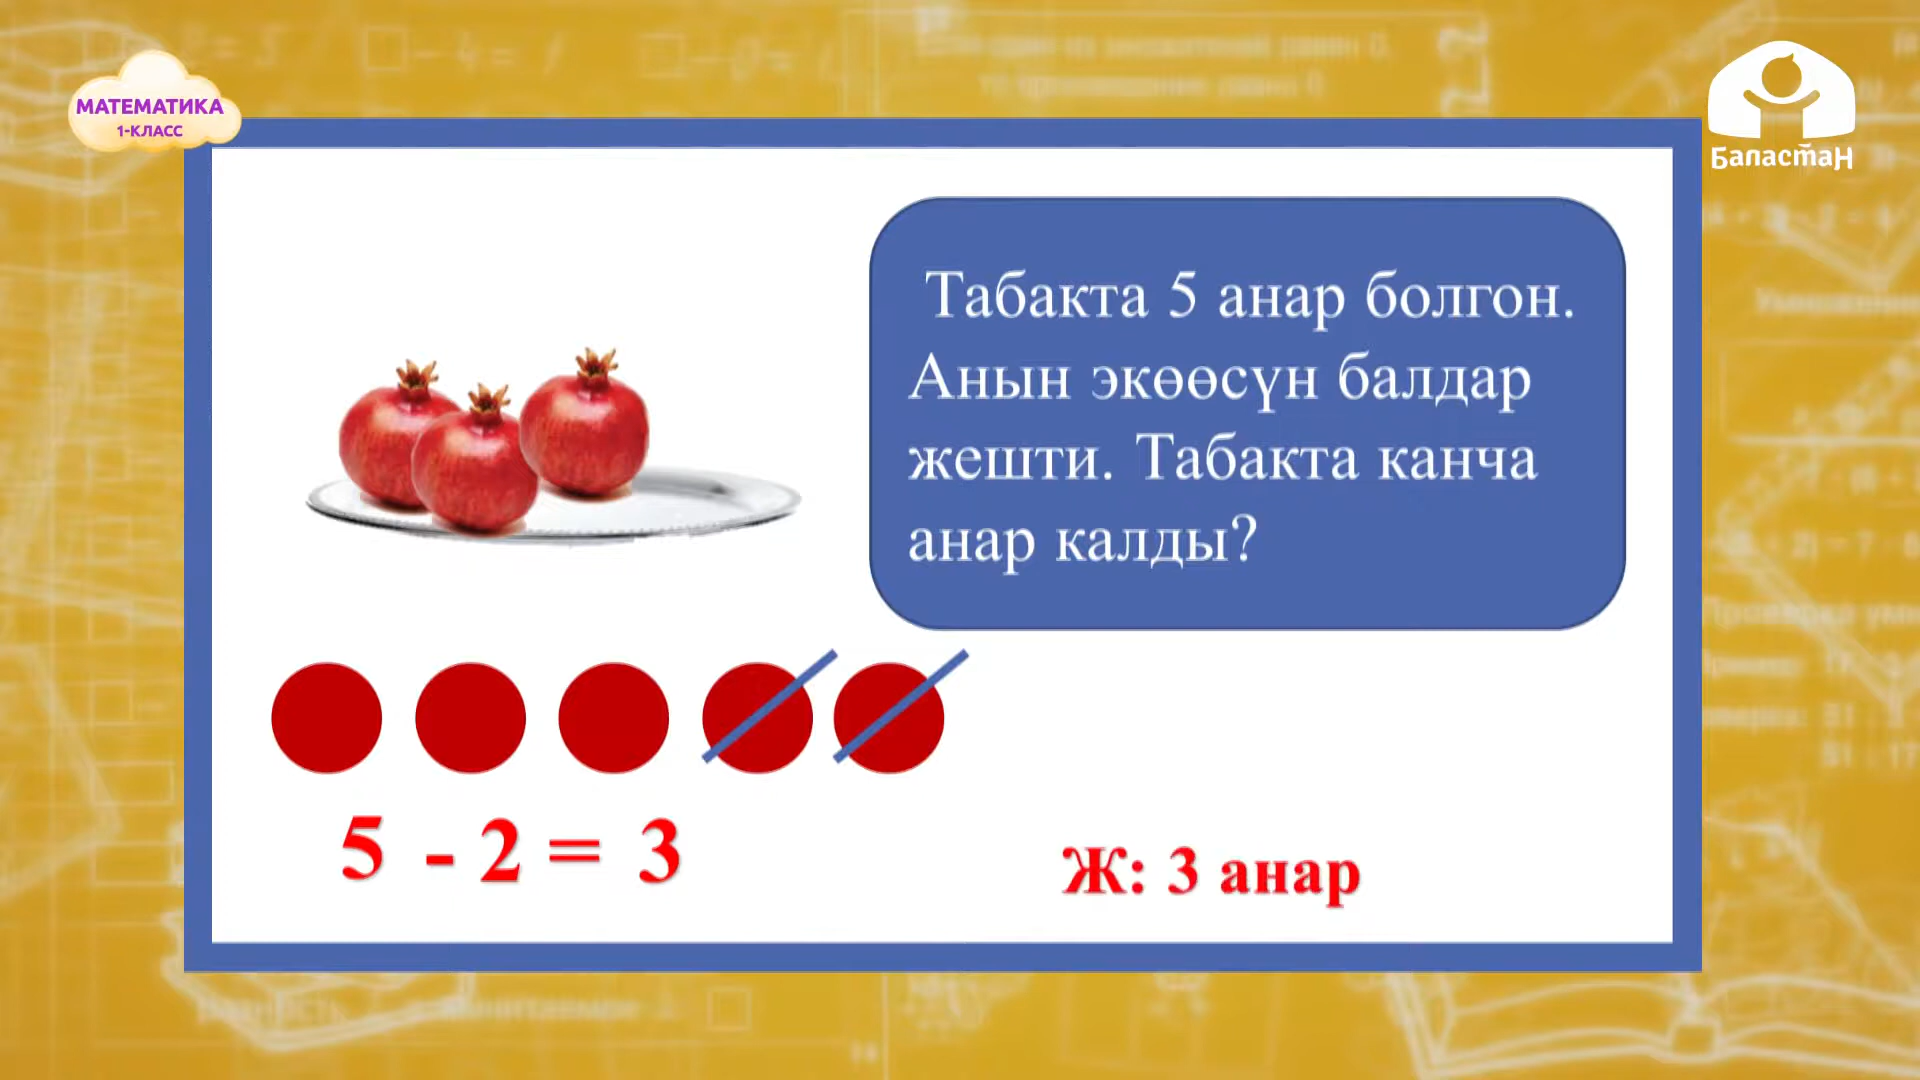 МАТЕМАТИКА
1-КЛАСС
Баластан
Табакта 5 анар болгон.
Анын экөөсүн балдар
жешти. Табакта канча
анар калды?
5 - 2 = 3
Ж: 3 анар